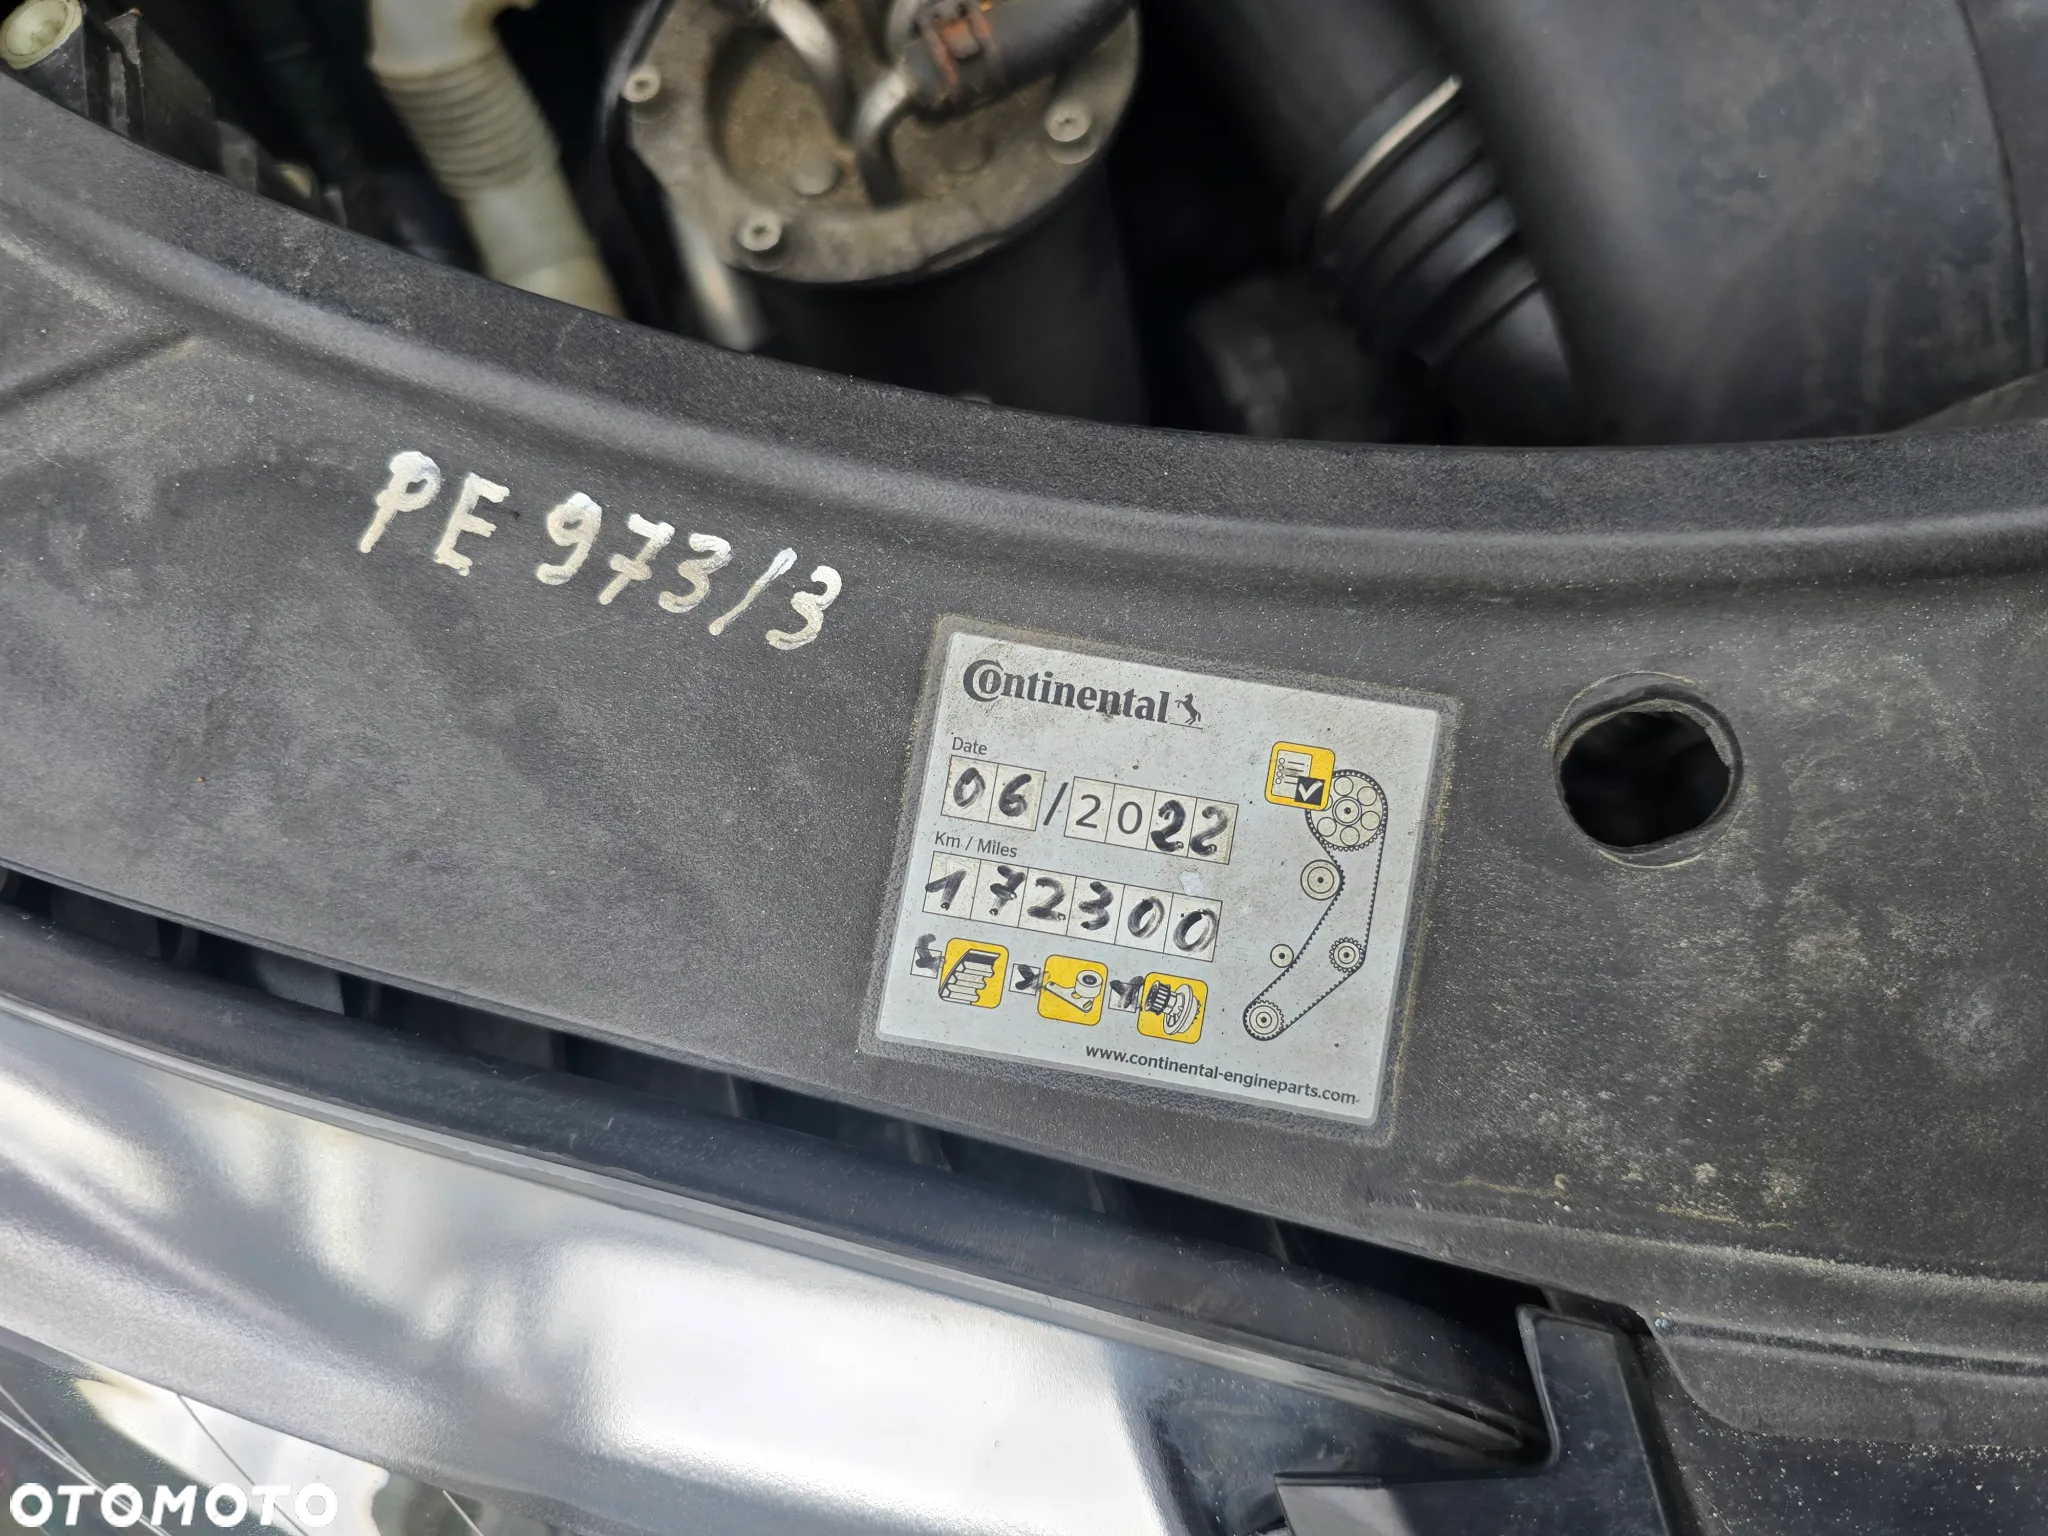 PE 973/3
Continental
Date
06/2022
Km / Miles
172300
www.continental-engineparts.com
OTOMOTO